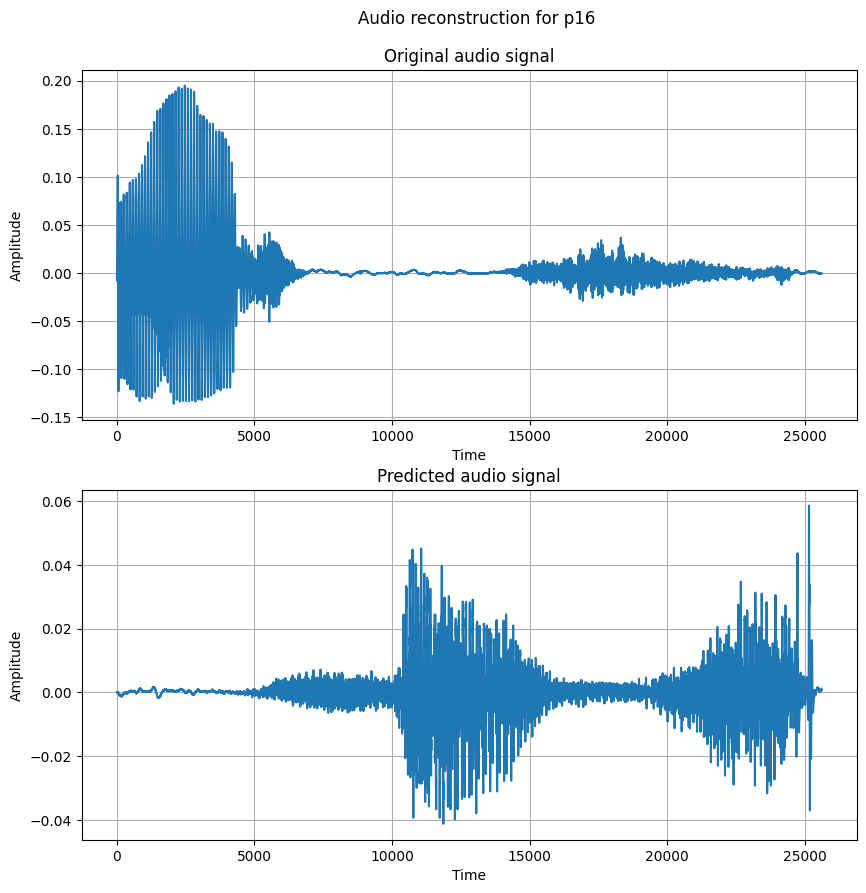 Audio reconstruction for p16
Original audio signal
0.20
0.15
0.10
0.05
0.00
−0.05
−0.10
−0.15
Amplitude
0 5000 10000 15000 20000 25000
Time
Predicted audio signal
0.06
0.04
0.02
0.00
−0.02
−0.04
Amplitude
0 5000 10000 15000 20000 25000
Time